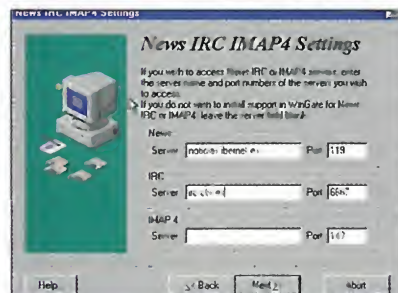 News IRC IMAP4 Settings
News IRC IMAP4 Settings
If you wish to access News IRC or IMAP4 servers, enter
the server name and port numbers of the servers you wish
to access.
If you do not wish to install support in WinGate for News
IRC or IMAP4, leave the server field blank.
News
Server Port 119
IRC
Server Port 6667
IMAP 4
Server Port
Help < Back Next > Abort